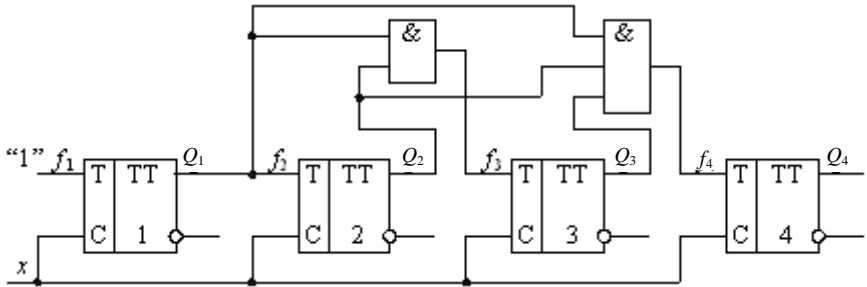 & &
“1” f1 Q1 f2 Q2 f3 Q3 f4 Q4
T TT T TT T TT T TT
C 1 C 2 C 3 C 4
x